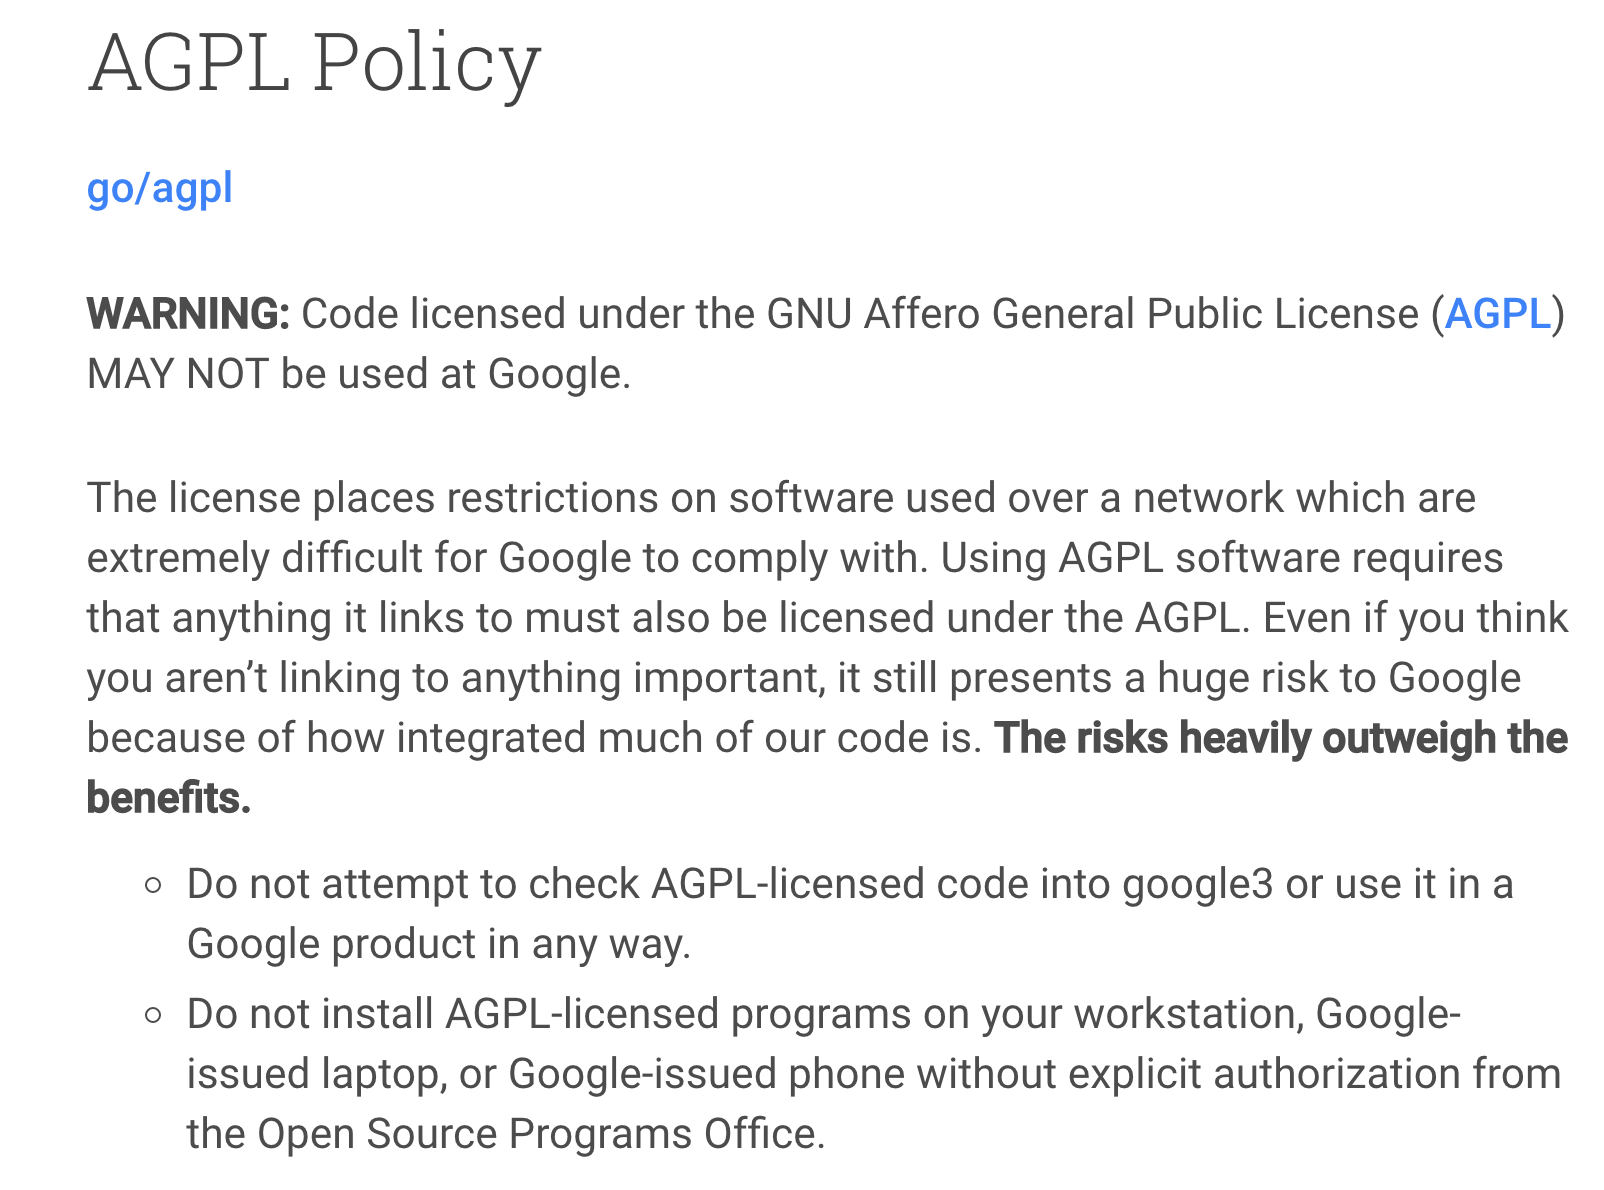 AGPL Policy
go/agpl
WARNING: Code licensed under the GNU Affero General Public License (AGPL)
MAY NOT be used at Google.
The license places restrictions on software used over a network which are
extremely difficult for Google to comply with. Using AGPL software requires
that anything it links to must also be licensed under the AGPL. Even if you think
you aren’t linking to anything important, it still presents a huge risk to Google
because of how integrated much of our code is. The risks heavily outweigh the
benefits.
Do not attempt to check AGPL-licensed code into google3 or use it in a
Google product in any way.
Do not install AGPL-licensed programs on your workstation, Google-
issued laptop, or Google-issued phone without explicit authorization from
the Open Source Programs Office.